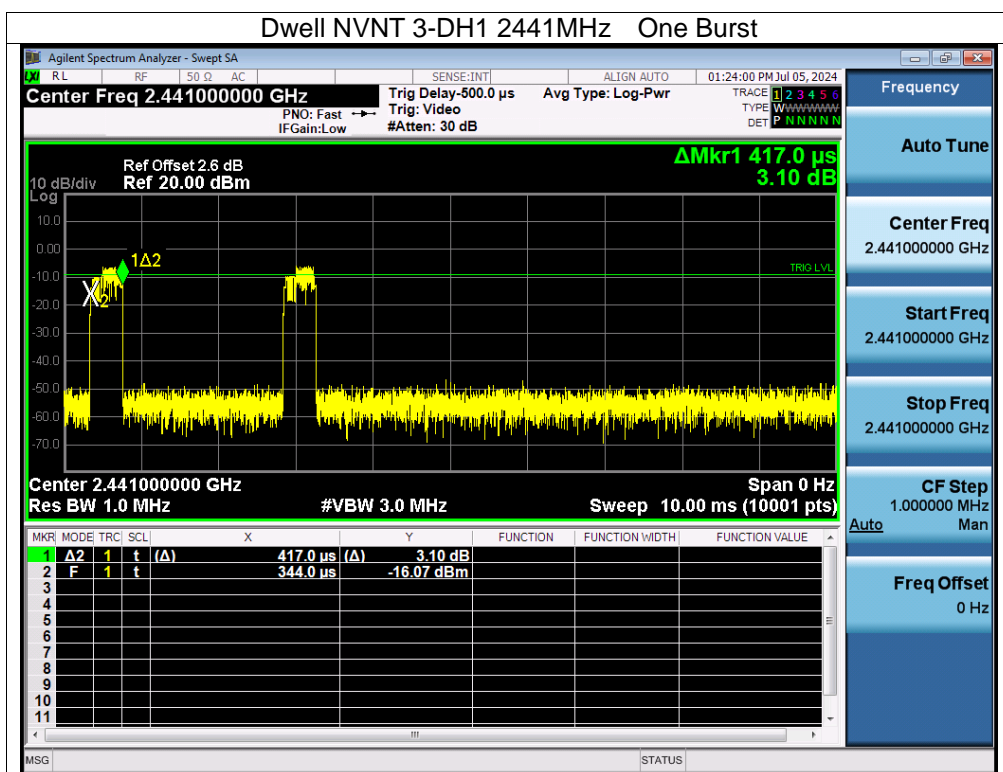 Dwell NVNT 3-DH1 2441MHz One Burst
Agilent Spectrum Analyzer - Swept SA
LXI RL RF 50 Ω AC SENSE:INT ALIGN AUTO 01:24:00 PM Jul 05, 2024
Center Freq 2.441000000 GHz
PNO: Fast
IFGain:Low
Trig Delay-500.0 µs
Trig: Video
#Atten: 30 dB
Avg Type: Log-Pwr
TRACE 1 2 3 4 5 6
TYPE WWWWWW
DET P N N N N N
ΔMkr1 417.0 µs
3.10 dB
Ref Offset 2.6 dB
10 dB/div Ref 20.00 dBm
Log
10.0
0.00
-10.0
-20.0
-30.0
-40.0
-50.0
-60.0
-70.0
1Δ2
2
TRIG LVL
Center 2.441000000 GHz Span 0 Hz
Res BW 1.0 MHz #VBW 3.0 MHz Sweep 10.00 ms (10001 pts)
MKR MODE TRC SCL X Y FUNCTION FUNCTION WIDTH FUNCTION VALUE
1 Δ2 1 t (Δ) 417.0 µs (Δ) 3.10 dB
2 F 1 t 344.0 µs -16.07 dBm
3
4
5
6
7
8
9
10
11
MSG STATUS
Frequency
Auto Tune
Center Freq
2.441000000 GHz
Start Freq
2.441000000 GHz
Stop Freq
2.441000000 GHz
CF Step
1.000000 MHz
Auto Man
Freq Offset
0 Hz